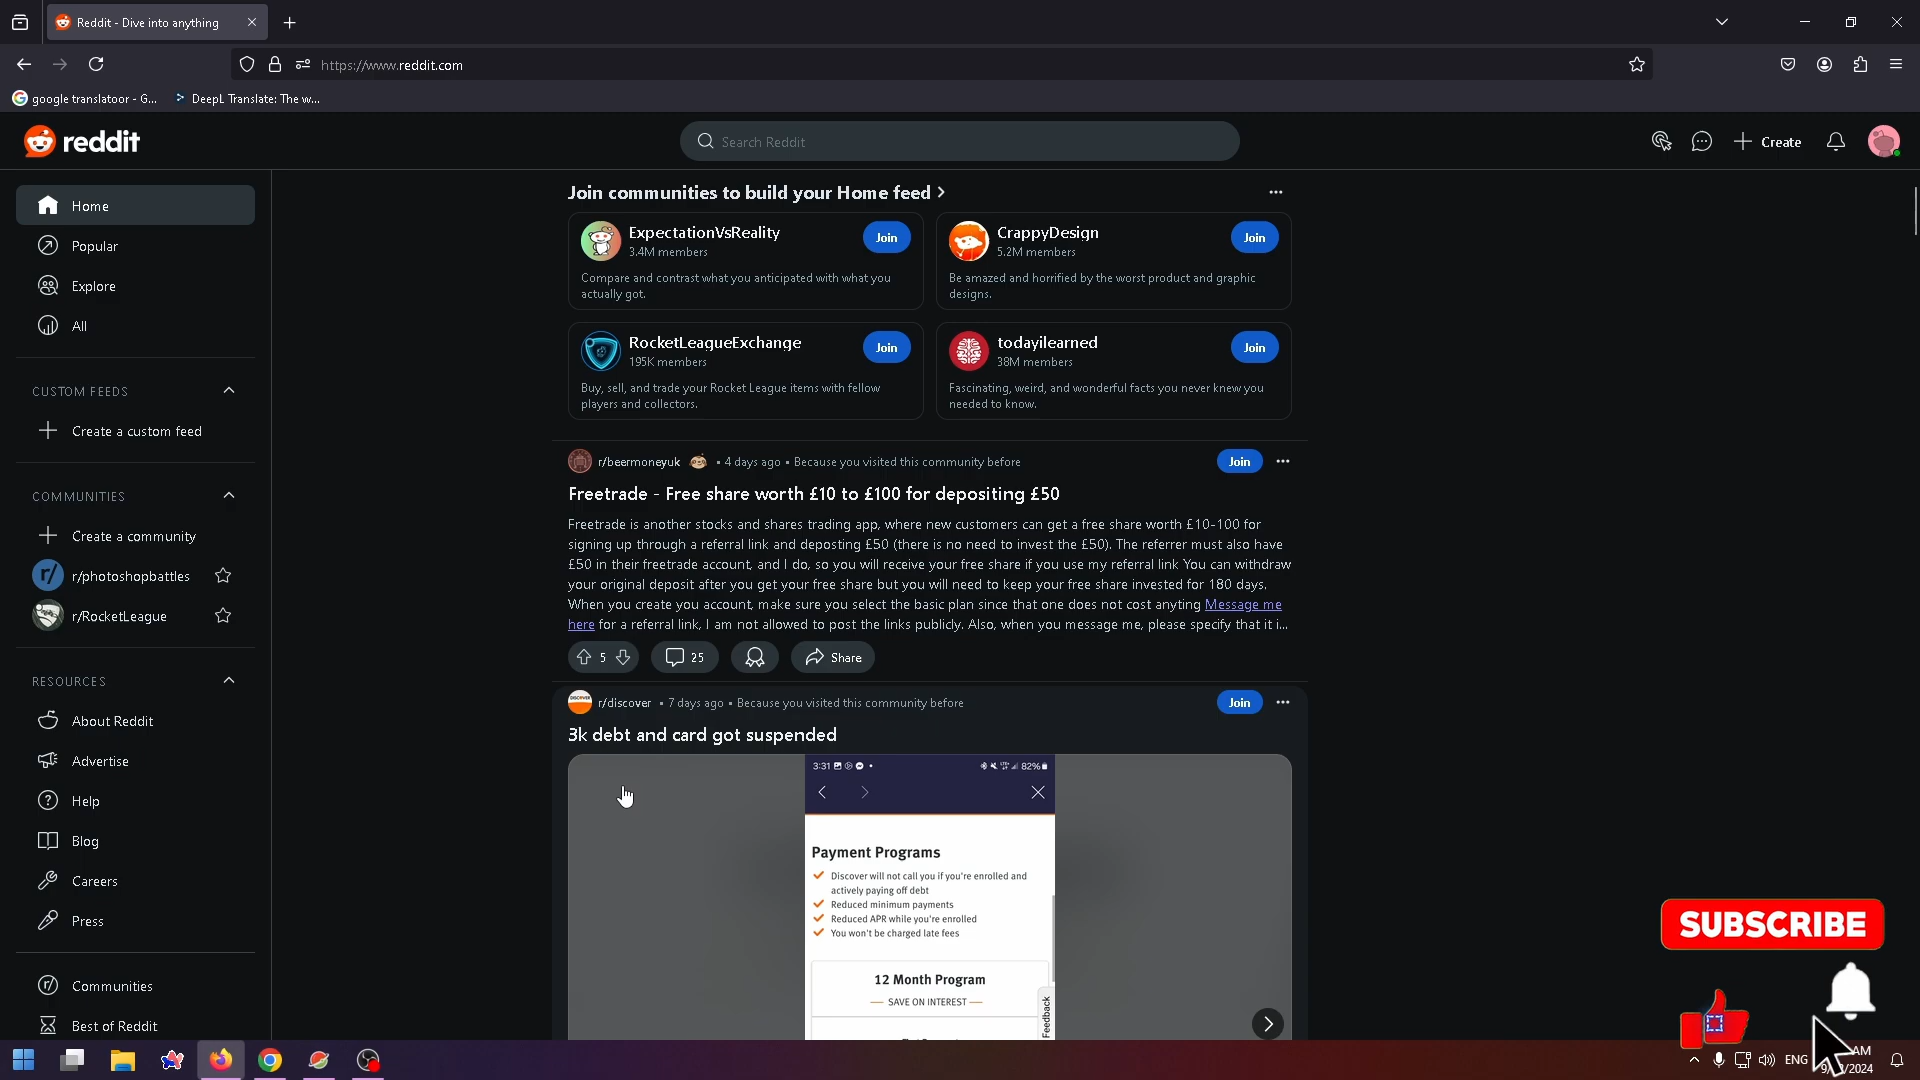 Reddit - Dive into anything
https://www.reddit.com
google translatoor - G...
DeepL Translate: The w...
reddit
Search Reddit
Create
Home
Popular
Explore
All
CUSTOM FEEDS
Create a custom feed
COMMUNITIES
Create a community
r/photoshopbattles
r/RocketLeague
RESOURCES
About Reddit
Advertise
Help
Blog
Careers
Press
Communities
Best of Reddit
Join communities to build your Home feed
ExpectationVsReality
3.4M members
Join
Compare and contrast what you anticipated with what you
actually got.
CrappyDesign
5.2M members
Join
Be amazed and horrified by the worst product and graphic
designs.
RocketLeagueExchange
195K members
Join
Buy, sell, and trade your Rocket League items with fellow
players and collectors.
todayilearned
38M members
Join
Fascinating, weird, and wonderful facts you never knew you
needed to know.
r/beermoneyuk • 4 days ago • Because you visited this community before
Join
Freetrade - Free share worth £10 to £100 for depositing £50
Freetrade is another stocks and shares trading app, where new customers can get a free share worth £10-100 for
signing up through a referral link and deposting £50 (there is no need to invest the £50). The referrer must also have
£50 in their freetrade account, and I do, so you will receive your free share if you use my referral link You can withdraw
your original deposit after you get your free share but you will need to keep your free share invested for 180 days.
When you create you account, make sure you select the basic plan since that one does not cost anyting Message me
here for a referral link, I am not allowed to post the links publicly. Also, when you message me, please specify that it i...
5
25
Share
r/discover • 7 days ago • Because you visited this community before
Join
3k debt and card got suspended
3:31
82%
Payment Programs
Discover will not call you if you're enrolled and
actively paying off debt
Reduced minimum payments
Reduced APR while you're enrolled
You won't be charged late fees
12 Month Program
SAVE ON INTEREST
Feedback
SUBSCRIBE
ENG
AM
/2024